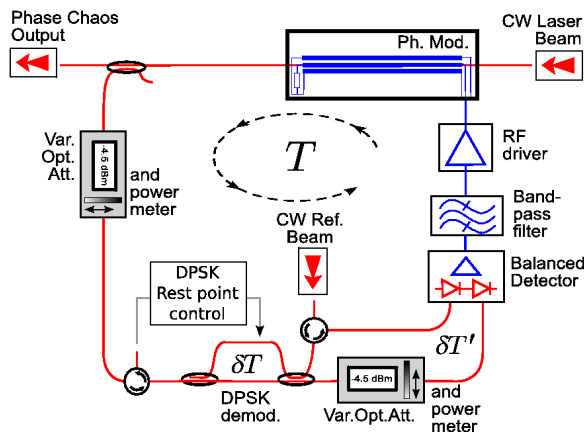 Phase Chaos
Output
Ph. Mod.
CW Laser
Beam
Var.
Opt.
Att.
-4.5 dBm
and
power
meter
T
RF
driver
Band-
pass
filter
CW Ref.
Beam
Balanced
Detector
DPSK
Rest point
control
δT
δT'
DPSK
demod.
-4.5 dBm
Var.Opt.Att.
and
power
meter